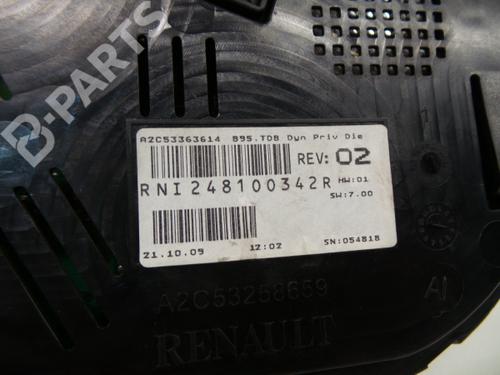 B-PARTS
A2C53363614 B95.TDB Dyn Priv Die
REV: 02
RNI248100342R
HW:01
SW:7.00
21.10.09 12:02 SN:054818
A2C53258659
RENAULT
AI